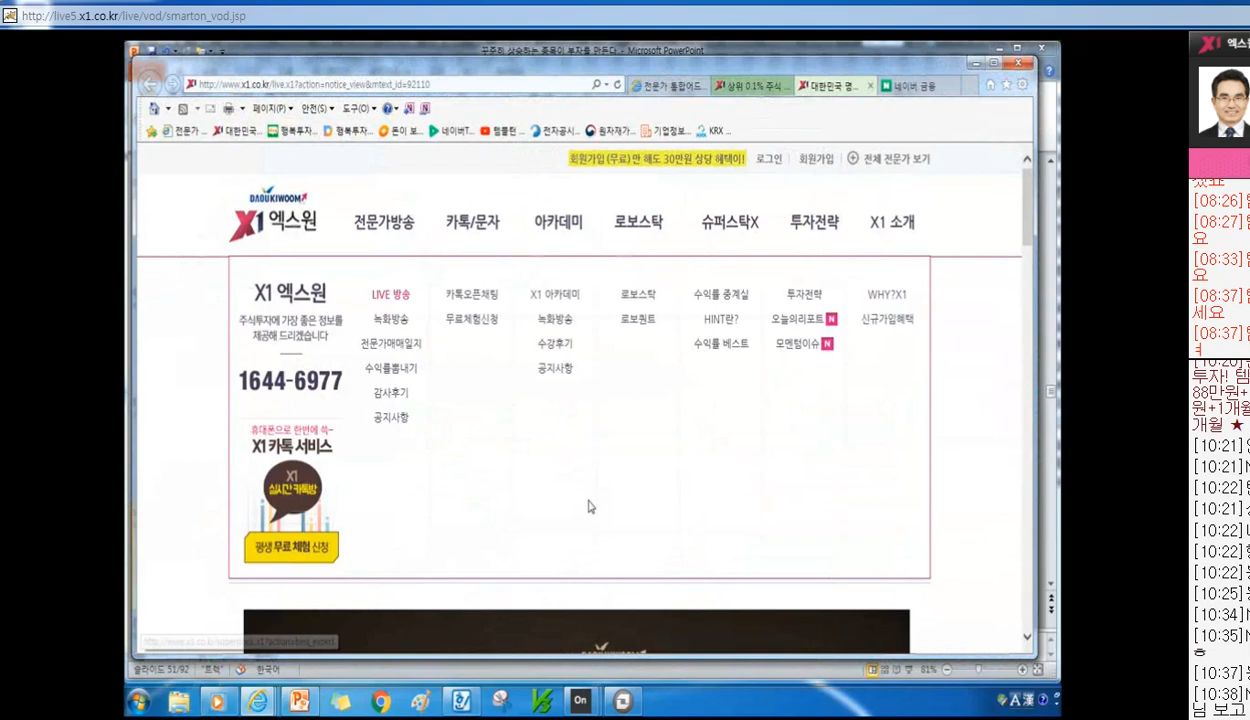 http://live5.x1.co.kr/live/vod/smarton_vod.jsp
꾸준히 상승하는 종목이 부자를 만든다. - Microsoft PowerPoint
http://www.x1.co.kr/live.x1?action=notice_view&mtext_id=92110
전문가 통합어드...
상위 0.1% 주식...
대한민국 명...
네이버 금융
페이지(P)
안전(S)
도구(O)
전문가 ...
대한민국...
행복투자...
행복투자...
돈이 보...
네이버T...
템플턴 ...
전자공시...
원자재가...
기업정보...
KRX ...
회원가입(무료)만 해도 30만원 상당 혜택이!
로그인
회원가입
전체 전문가 보기
DAOU KIWOOM
X1 엑스원
전문가방송
카톡/문자
아카데미
로보스탁
슈퍼스탁X
투자전략
X1 소개
X1 엑스원
주식투자에 가장 좋은 정보를
제공해 드리겠습니다
1644-6977
휴대폰으로 한번에 쓱~
X1 카톡 서비스
X1
실시간 카톡방
평생 무료 체험 신청
LIVE 방송
녹화방송
전문가매매일지
수익률뽐내기
감사후기
공지사항
카톡오픈채팅
무료체험신청
X1 아카데미
녹화방송
수강후기
공지사항
로보스탁
로보퀀트
수익률 중계실
HINT란?
수익률 베스트
투자전략
오늘의리포트 N
모멘텀이슈 N
WHY?X1
신규가입혜택
슬라이드 51/92
"트렉"
한국어
81%
On
A 漢
X1 엑스원
[08:26]
[08:27]
요
[08:33]
요
[08:37]
세요
[08:37]
ㅕ
투자!
88만원+
원+1개월
개월 ★
[10:21]
[10:21]
[10:22]
[10:21]
[10:22]
[10:22]
[10:22]
[10:25]
[10:34]
[10:35]
ㅎ
[10:37]
[10:38]
님 보고